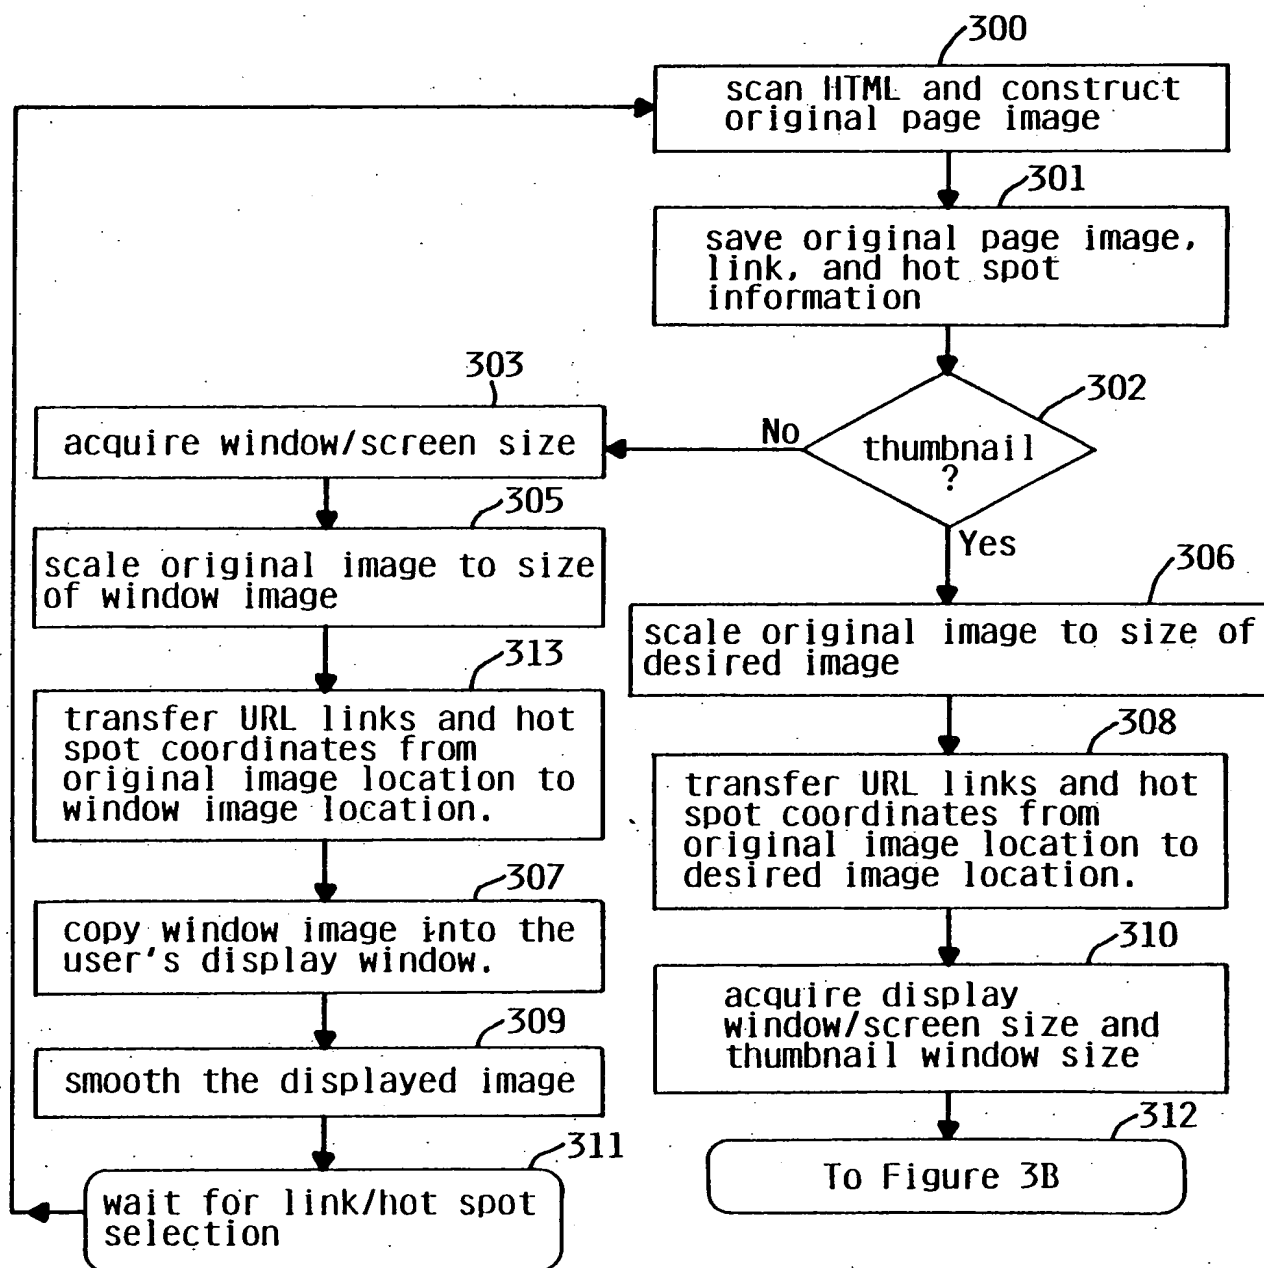 300
scan HTML and construct
original page image
301
save original page image,
link, and hot spot
information
302
thumbnail
?
No
Yes
303
acquire window/screen size
305
scale original image to size
of window image
313
transfer URL links and hot
spot coordinates from
original image location to
window image location.
307
copy window image into the
user's display window.
309
smooth the displayed image
311
wait for link/hot spot
selection
306
scale original image to size of
desired image
308
transfer URL links and hot
spot coordinates from
original image location to
desired image location.
310
acquire display
window/screen size and
thumbnail window size
312
To Figure 3B